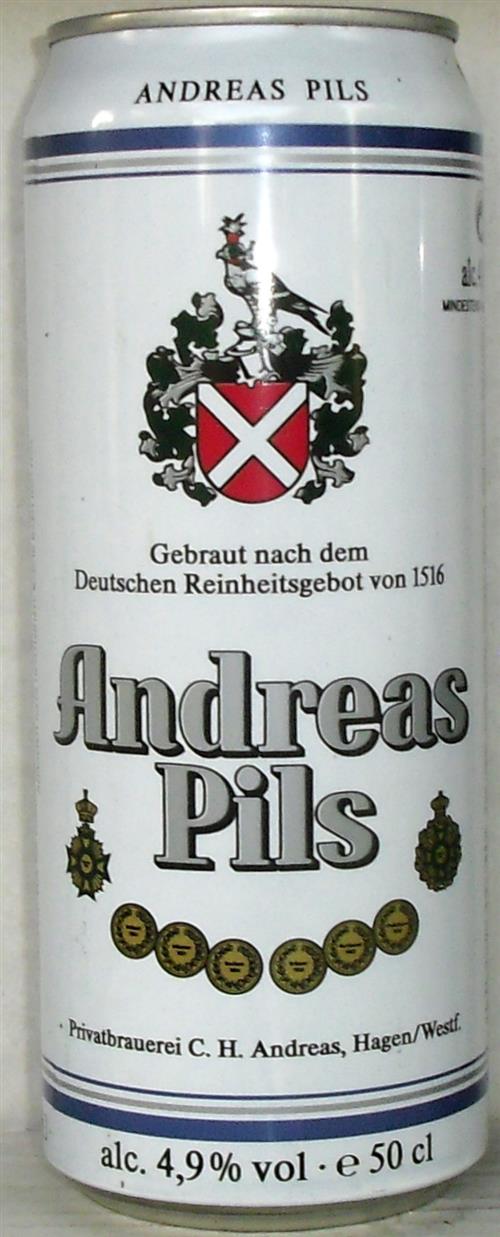 ANDREAS PILS
alc.
Gebraut nach dem
Deutschen Reinheitsgebot von 1516
Andreas
Pils
Privatbrauerei C. H. Andreas, Hagen/Westf.
alc. 4,9% vol · e 50 cl